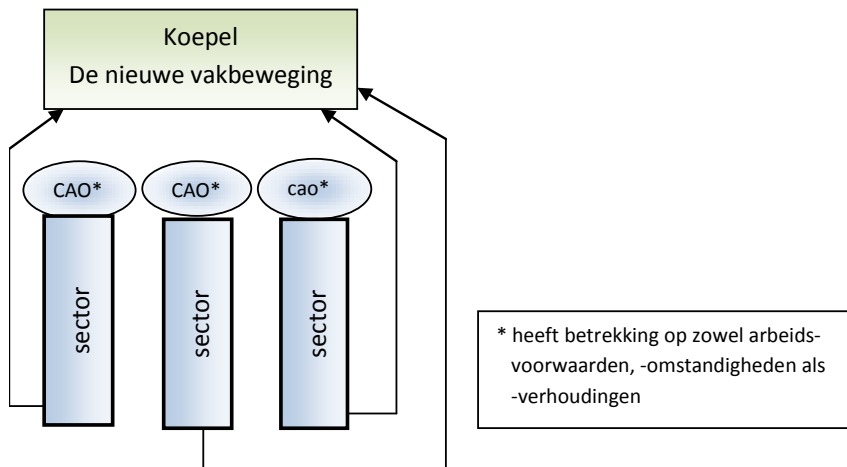 Koepel
De nieuwe vakbeweging
CAO*
CAO*
cao*
sector
sector
sector
* heeft betrekking op zowel arbeids-
voorwaarden, -omstandigheden als
-verhoudingen